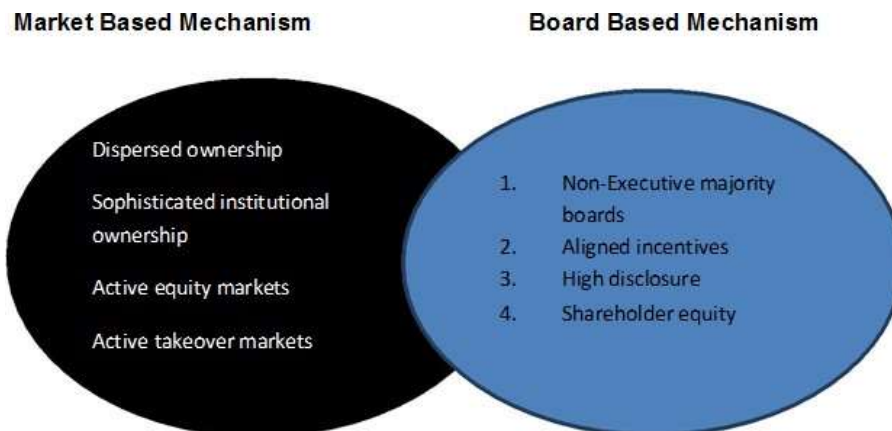 Market Based Mechanism
Board Based Mechanism
Dispersed ownership
Sophisticated institutional
ownership
Active equity markets
Active takeover markets
1. Non-Executive majority
boards
2. Aligned incentives
3. High disclosure
4. Shareholder equity